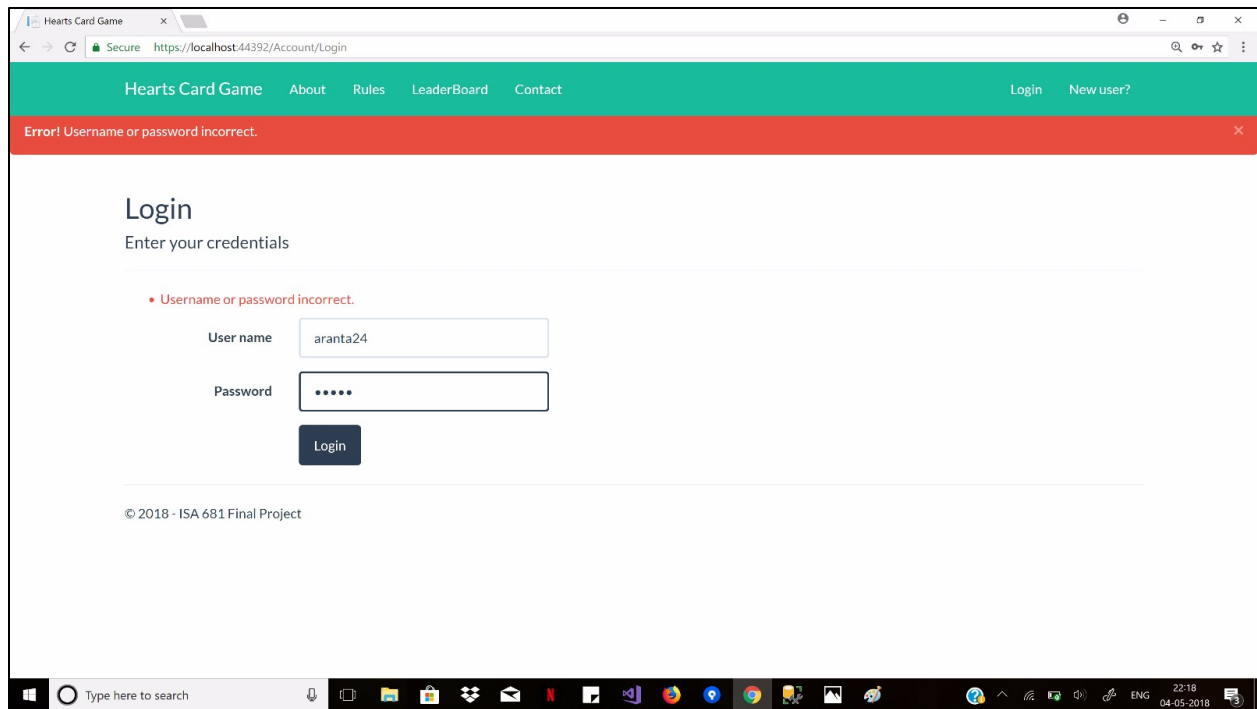 Hearts Card Game
Secure https://localhost:44392/Account/Login
Hearts Card Game About Rules LeaderBoard Contact Login New user?
Error! Username or password incorrect.
Login
Enter your credentials
• Username or password incorrect.
User name aranta24
Password •••••
Login
© 2018 - ISA 681 Final Project
Type here to search ENG 22:18
04-05-2018